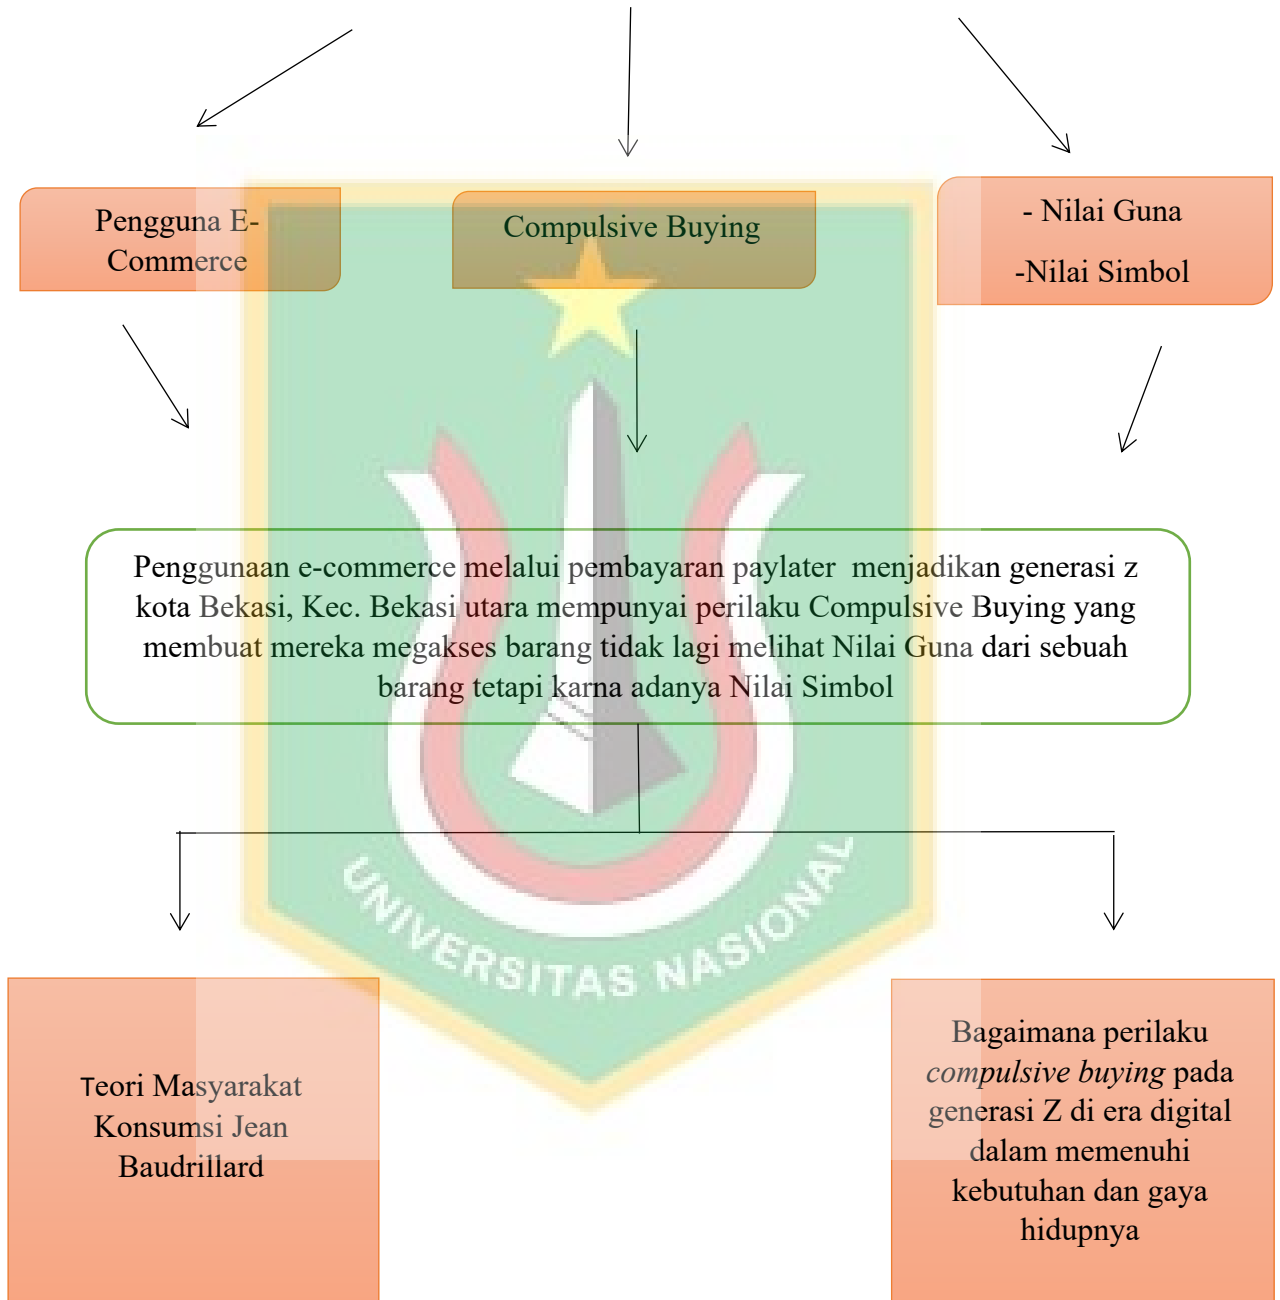 Pengguna E-
Commerce
Compulsive Buying
- Nilai Guna
-Nilai Simbol
Penggunaan e-commerce melalui pembayaran paylater menjadikan generasi z
kota Bekasi, Kec. Bekasi utara mempunyai perilaku Compulsive Buying yang
membuat mereka megakses barang tidak lagi melihat Nilai Guna dari sebuah
barang tetapi karna adanya Nilai Simbol
UNIVERSITAS NASIONAL
Teori Masyarakat
Konsumsi Jean
Baudrillard
Bagaimana perilaku
compulsive buying pada
generasi Z di era digital
dalam memenuhi
kebutuhan dan gaya
hidupnya